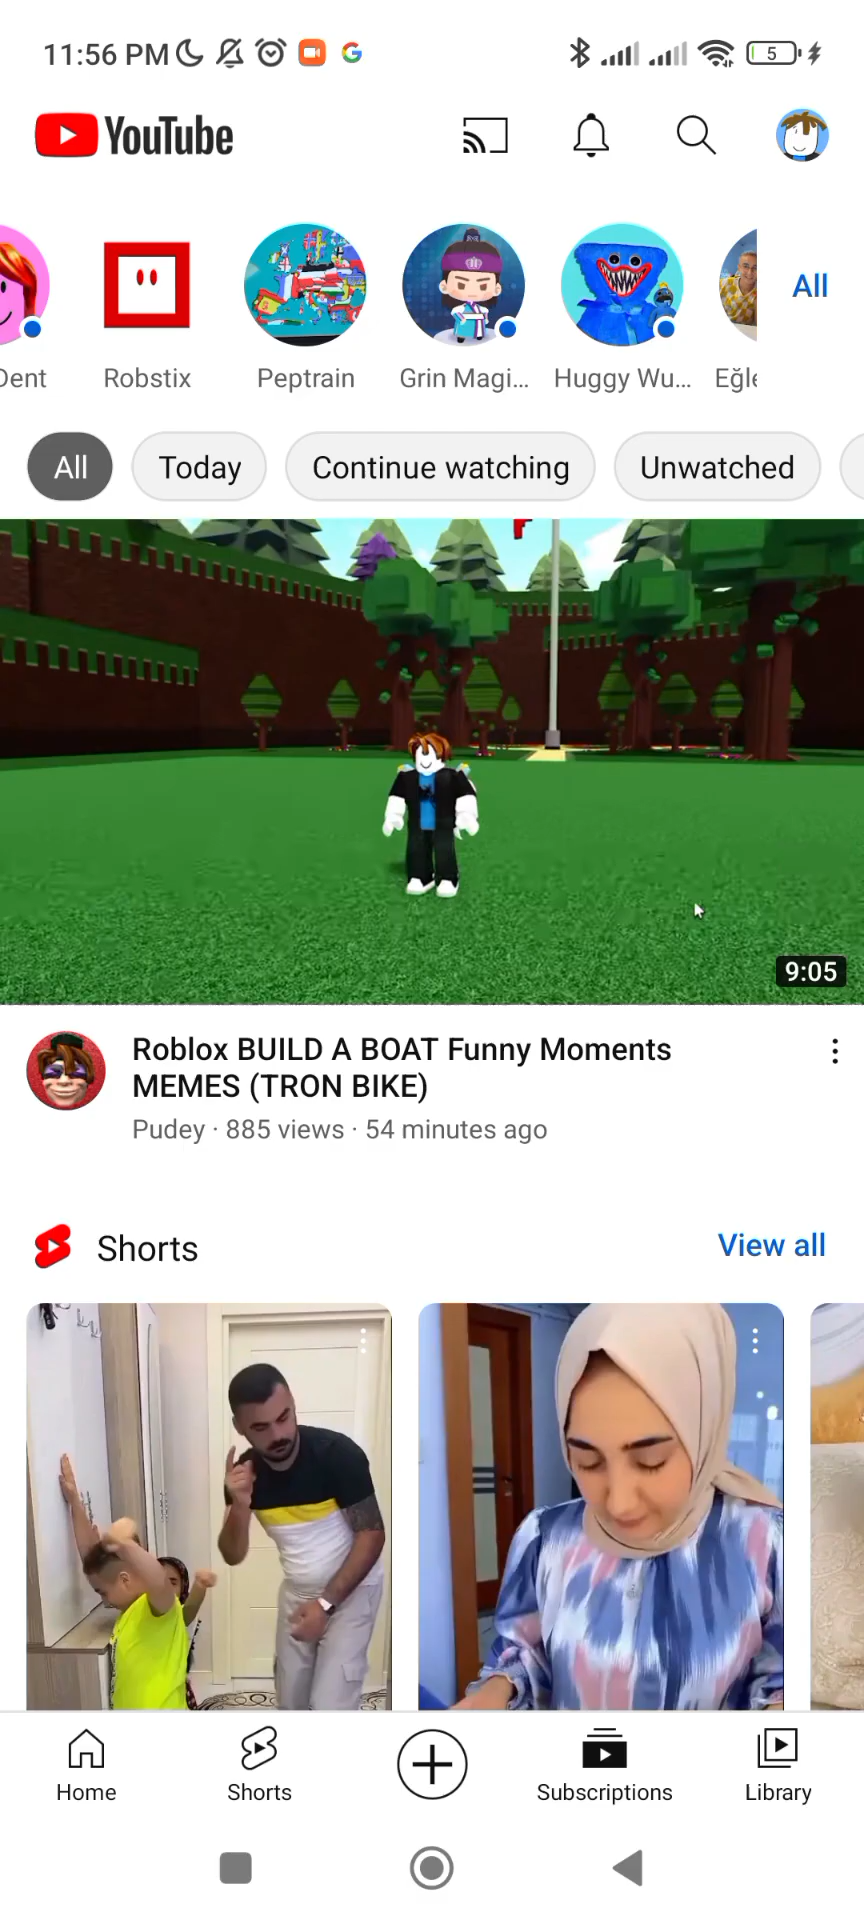 11:56 PM
5
YouTube
All
Dent
Robstix
Peptrain
Grin Magi...
Huggy Wu...
All
Today
Continue watching
Unwatched
9:05
Roblox BUILD A BOAT Funny Moments
MEMES (TRON BIKE)
Pudey · 885 views · 54 minutes ago
Shorts
View all
Home
Shorts
Subscriptions
Library